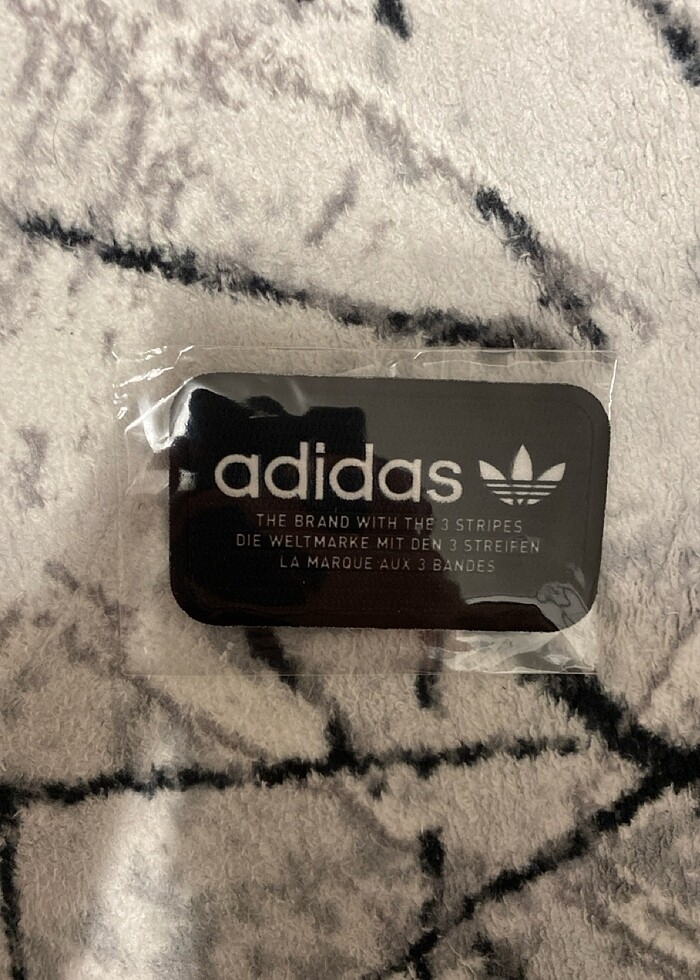 adidas
THE BRAND WITH THE 3 STRIPES
DIE WELTMARKE MIT DEN 3 STREIFEN
LA MARQUE AUX 3 BANDES